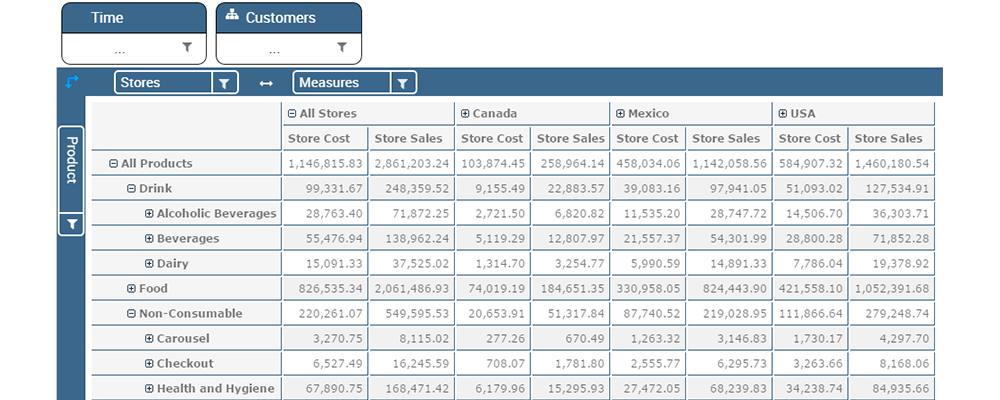 Time Customers
... ...
Stores Measures
Product
All Stores Canada Mexico USA
Store Cost Store Sales Store Cost Store Sales Store Cost Store Sales Store Cost Store Sales
All Products 1,146,815.83 2,861,203.24 103,874.45 258,964.14 458,034.06 1,142,058.56 584,907.32 1,460,180.54
Drink 99,331.67 248,359.52 9,155.49 22,883.57 39,083.16 97,941.05 51,093.02 127,534.91
Alcoholic Beverages 28,763.40 71,872.25 2,721.50 6,820.82 11,535.20 28,747.72 14,506.70 36,303.71
Beverages 55,476.94 138,962.24 5,119.29 12,807.97 21,557.37 54,301.99 28,800.28 71,852.28
Dairy 15,091.33 37,525.02 1,314.70 3,254.77 5,990.59 14,891.33 7,786.04 19,378.92
Food 826,535.34 2,061,486.93 74,019.19 184,651.35 330,958.05 824,443.90 421,558.10 1,052,391.68
Non-Consumable 220,261.07 549,595.53 20,653.91 51,317.84 87,740.52 219,028.95 111,866.64 279,248.74
Carousel 3,270.75 8,115.02 277.26 670.49 1,263.32 3,146.83 1,730.17 4,297.70
Checkout 6,527.49 16,245.59 708.07 1,781.80 2,555.77 6,295.73 3,263.66 8,168.06
Health and Hygiene 67,890.75 168,471.42 6,179.96 15,295.93 27,472.05 68,239.83 34,238.74 84,935.66